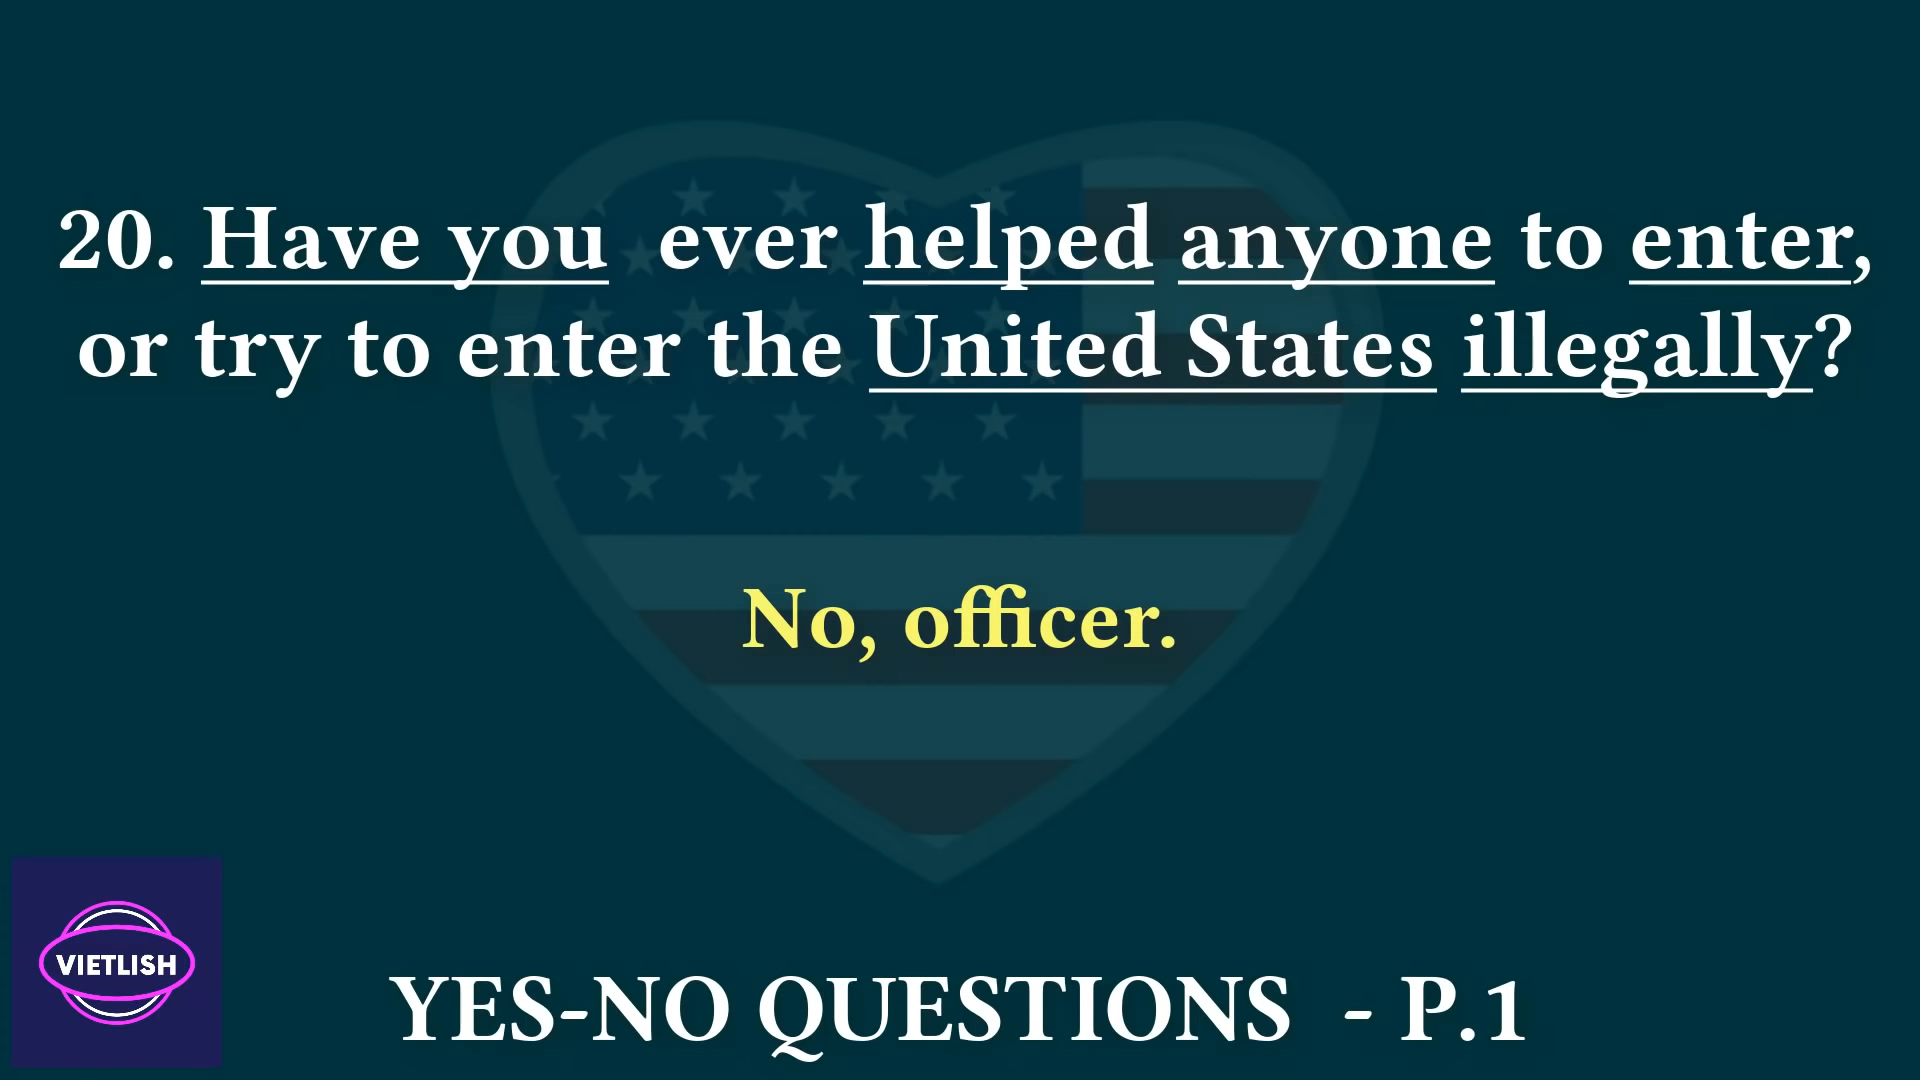 20. Have you ever helped anyone to enter,
or try to enter the United States illegally?
No, officer.
VIETLISH
YES-NO QUESTIONS - P.1